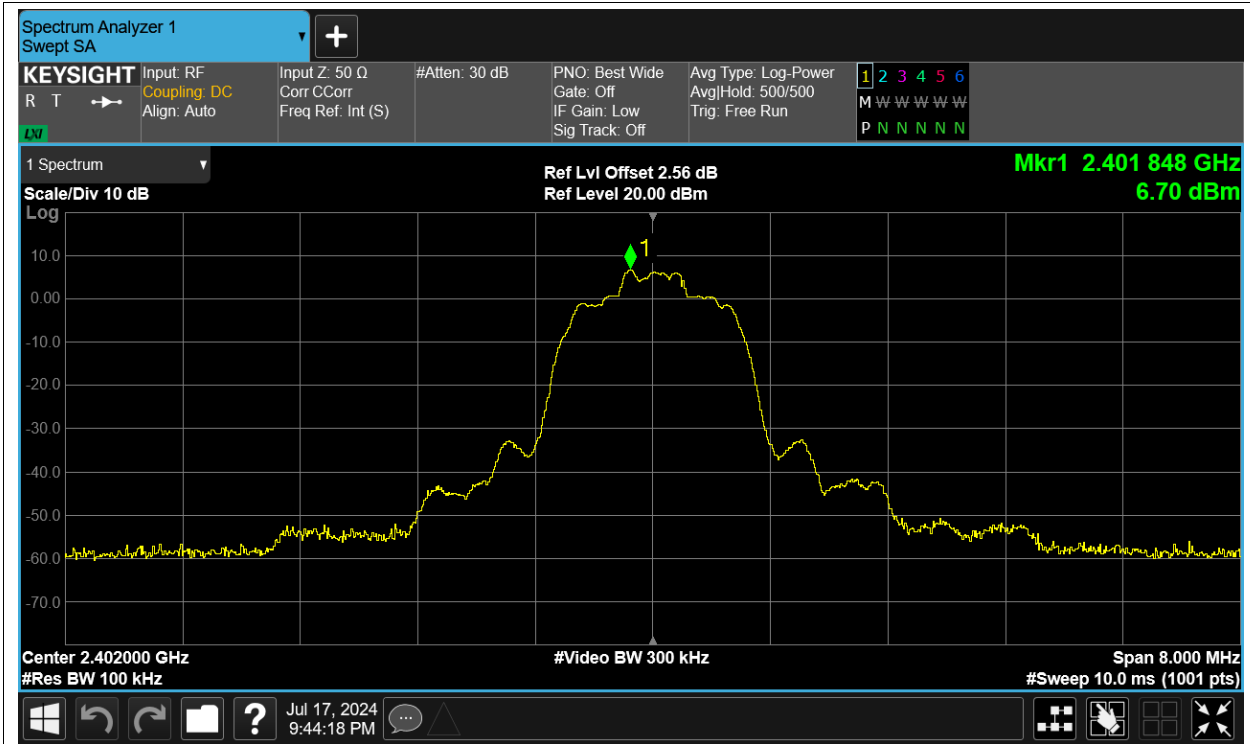 Spectrum Analyzer 1
Swept SA
KEYSIGHT
R T
LXI
Input: RF
Coupling: DC
Align: Auto
Input Z: 50 Ω
Corr CCorr
Freq Ref: Int (S)
#Atten: 30 dB
PNO: Best Wide
Gate: Off
IF Gain: Low
Sig Track: Off
Avg Type: Log-Power
Avg|Hold: 500/500
Trig: Free Run
1 2 3 4 5 6
M W W W W W
P N N N N N
1 Spectrum
Scale/Div 10 dB
Log
Ref Lvl Offset 2.56 dB
Ref Level 20.00 dBm
Mkr1 2.401 848 GHz
6.70 dBm
1
10.0
0.00
-10.0
-20.0
-30.0
-40.0
-50.0
-60.0
-70.0
Center 2.402000 GHz
#Res BW 100 kHz
#Video BW 300 kHz
Span 8.000 MHz
#Sweep 10.0 ms (1001 pts)
?
Jul 17, 2024
9:44:18 PM